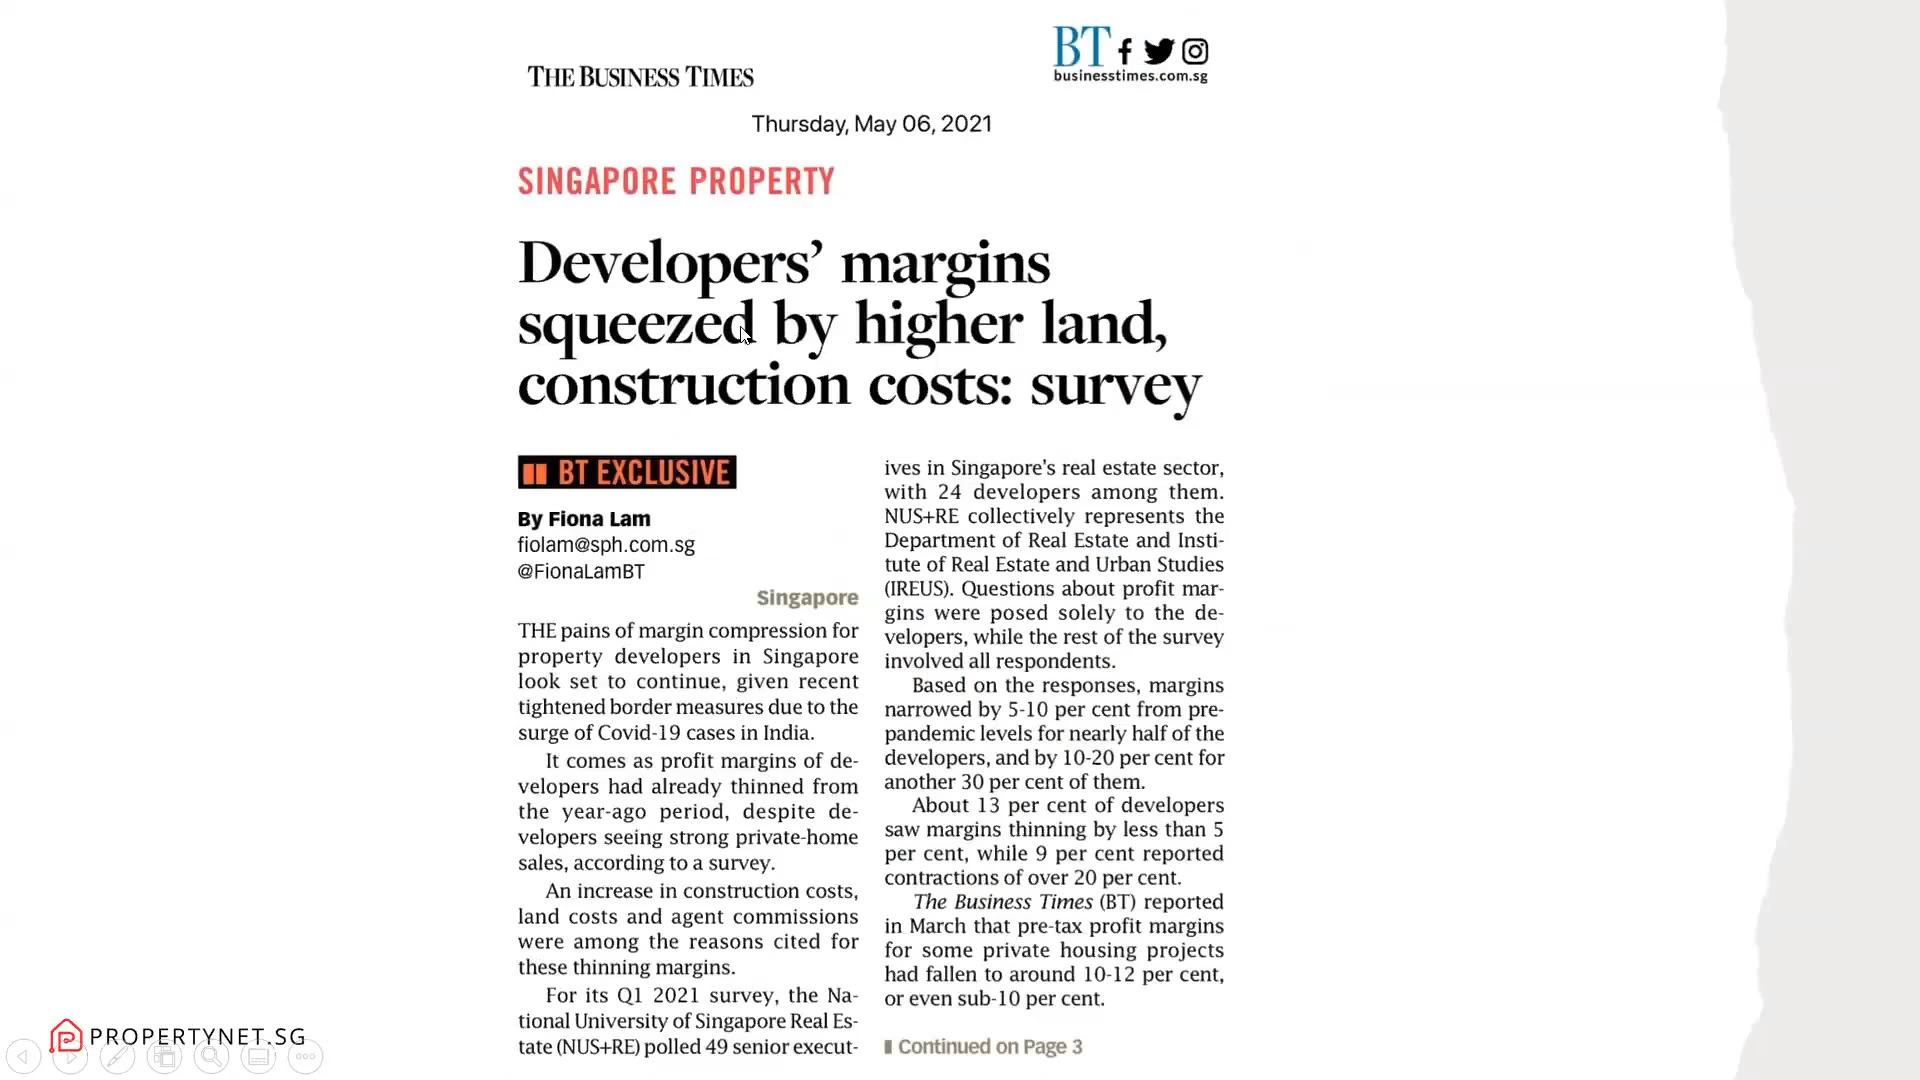 THE BUSINESS TIMES
BT
businesstimes.com.sg
Thursday, May 06, 2021
SINGAPORE PROPERTY
Developers’ margins
squeezed by higher land,
construction costs: survey
BT EXCLUSIVE
By Fiona Lam
fiolam@sph.com.sg
@FionaLamBT
Singapore
THE pains of margin compression for
property developers in Singapore
look set to continue, given recent
tightened border measures due to the
surge of Covid-19 cases in India.
It comes as profit margins of de-
velopers had already thinned from
the year-ago period, despite de-
velopers seeing strong private-home
sales, according to a survey.
An increase in construction costs,
land costs and agent commissions
were among the reasons cited for
these thinning margins.
For its Q1 2021 survey, the Na-
tional University of Singapore Real Es-
tate (NUS+RE) polled 49 senior execut-
ives in Singapore’s real estate sector,
with 24 developers among them.
NUS+RE collectively represents the
Department of Real Estate and Insti-
tute of Real Estate and Urban Studies
(IREUS). Questions about profit mar-
gins were posed solely to the de-
velopers, while the rest of the survey
involved all respondents.
Based on the responses, margins
narrowed by 5-10 per cent from pre-
pandemic levels for nearly half of the
developers, and by 10-20 per cent for
another 30 per cent of them.
About 13 per cent of developers
saw margins thinning by less than 5
per cent, while 9 per cent reported
contractions of over 20 per cent.
The Business Times (BT) reported
in March that pre-tax profit margins
for some private housing projects
had fallen to around 10-12 per cent,
or even sub-10 per cent.
Continued on Page 3
PROPERTYNET.SG